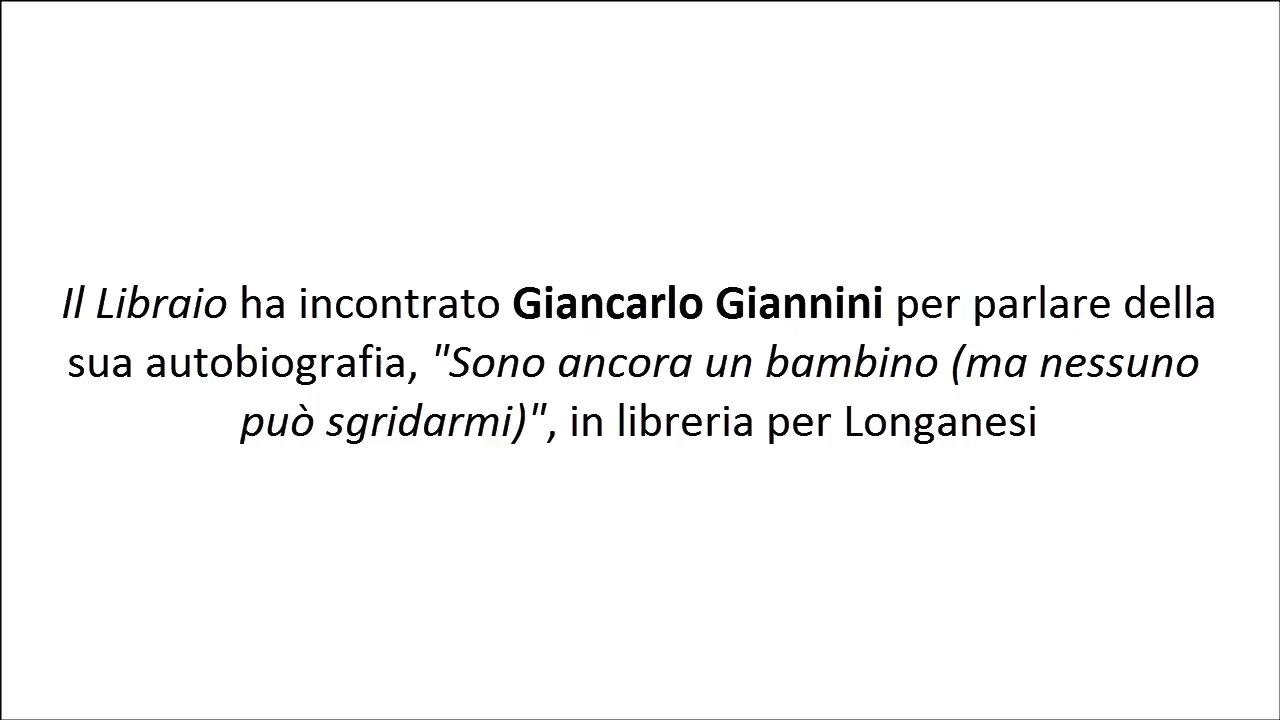 Il Libraio ha incontrato Giancarlo Giannini per parlare della
sua autobiografia, "Sono ancora un bambino (ma nessuno
può sgridarmi)", in libreria per Longanesi